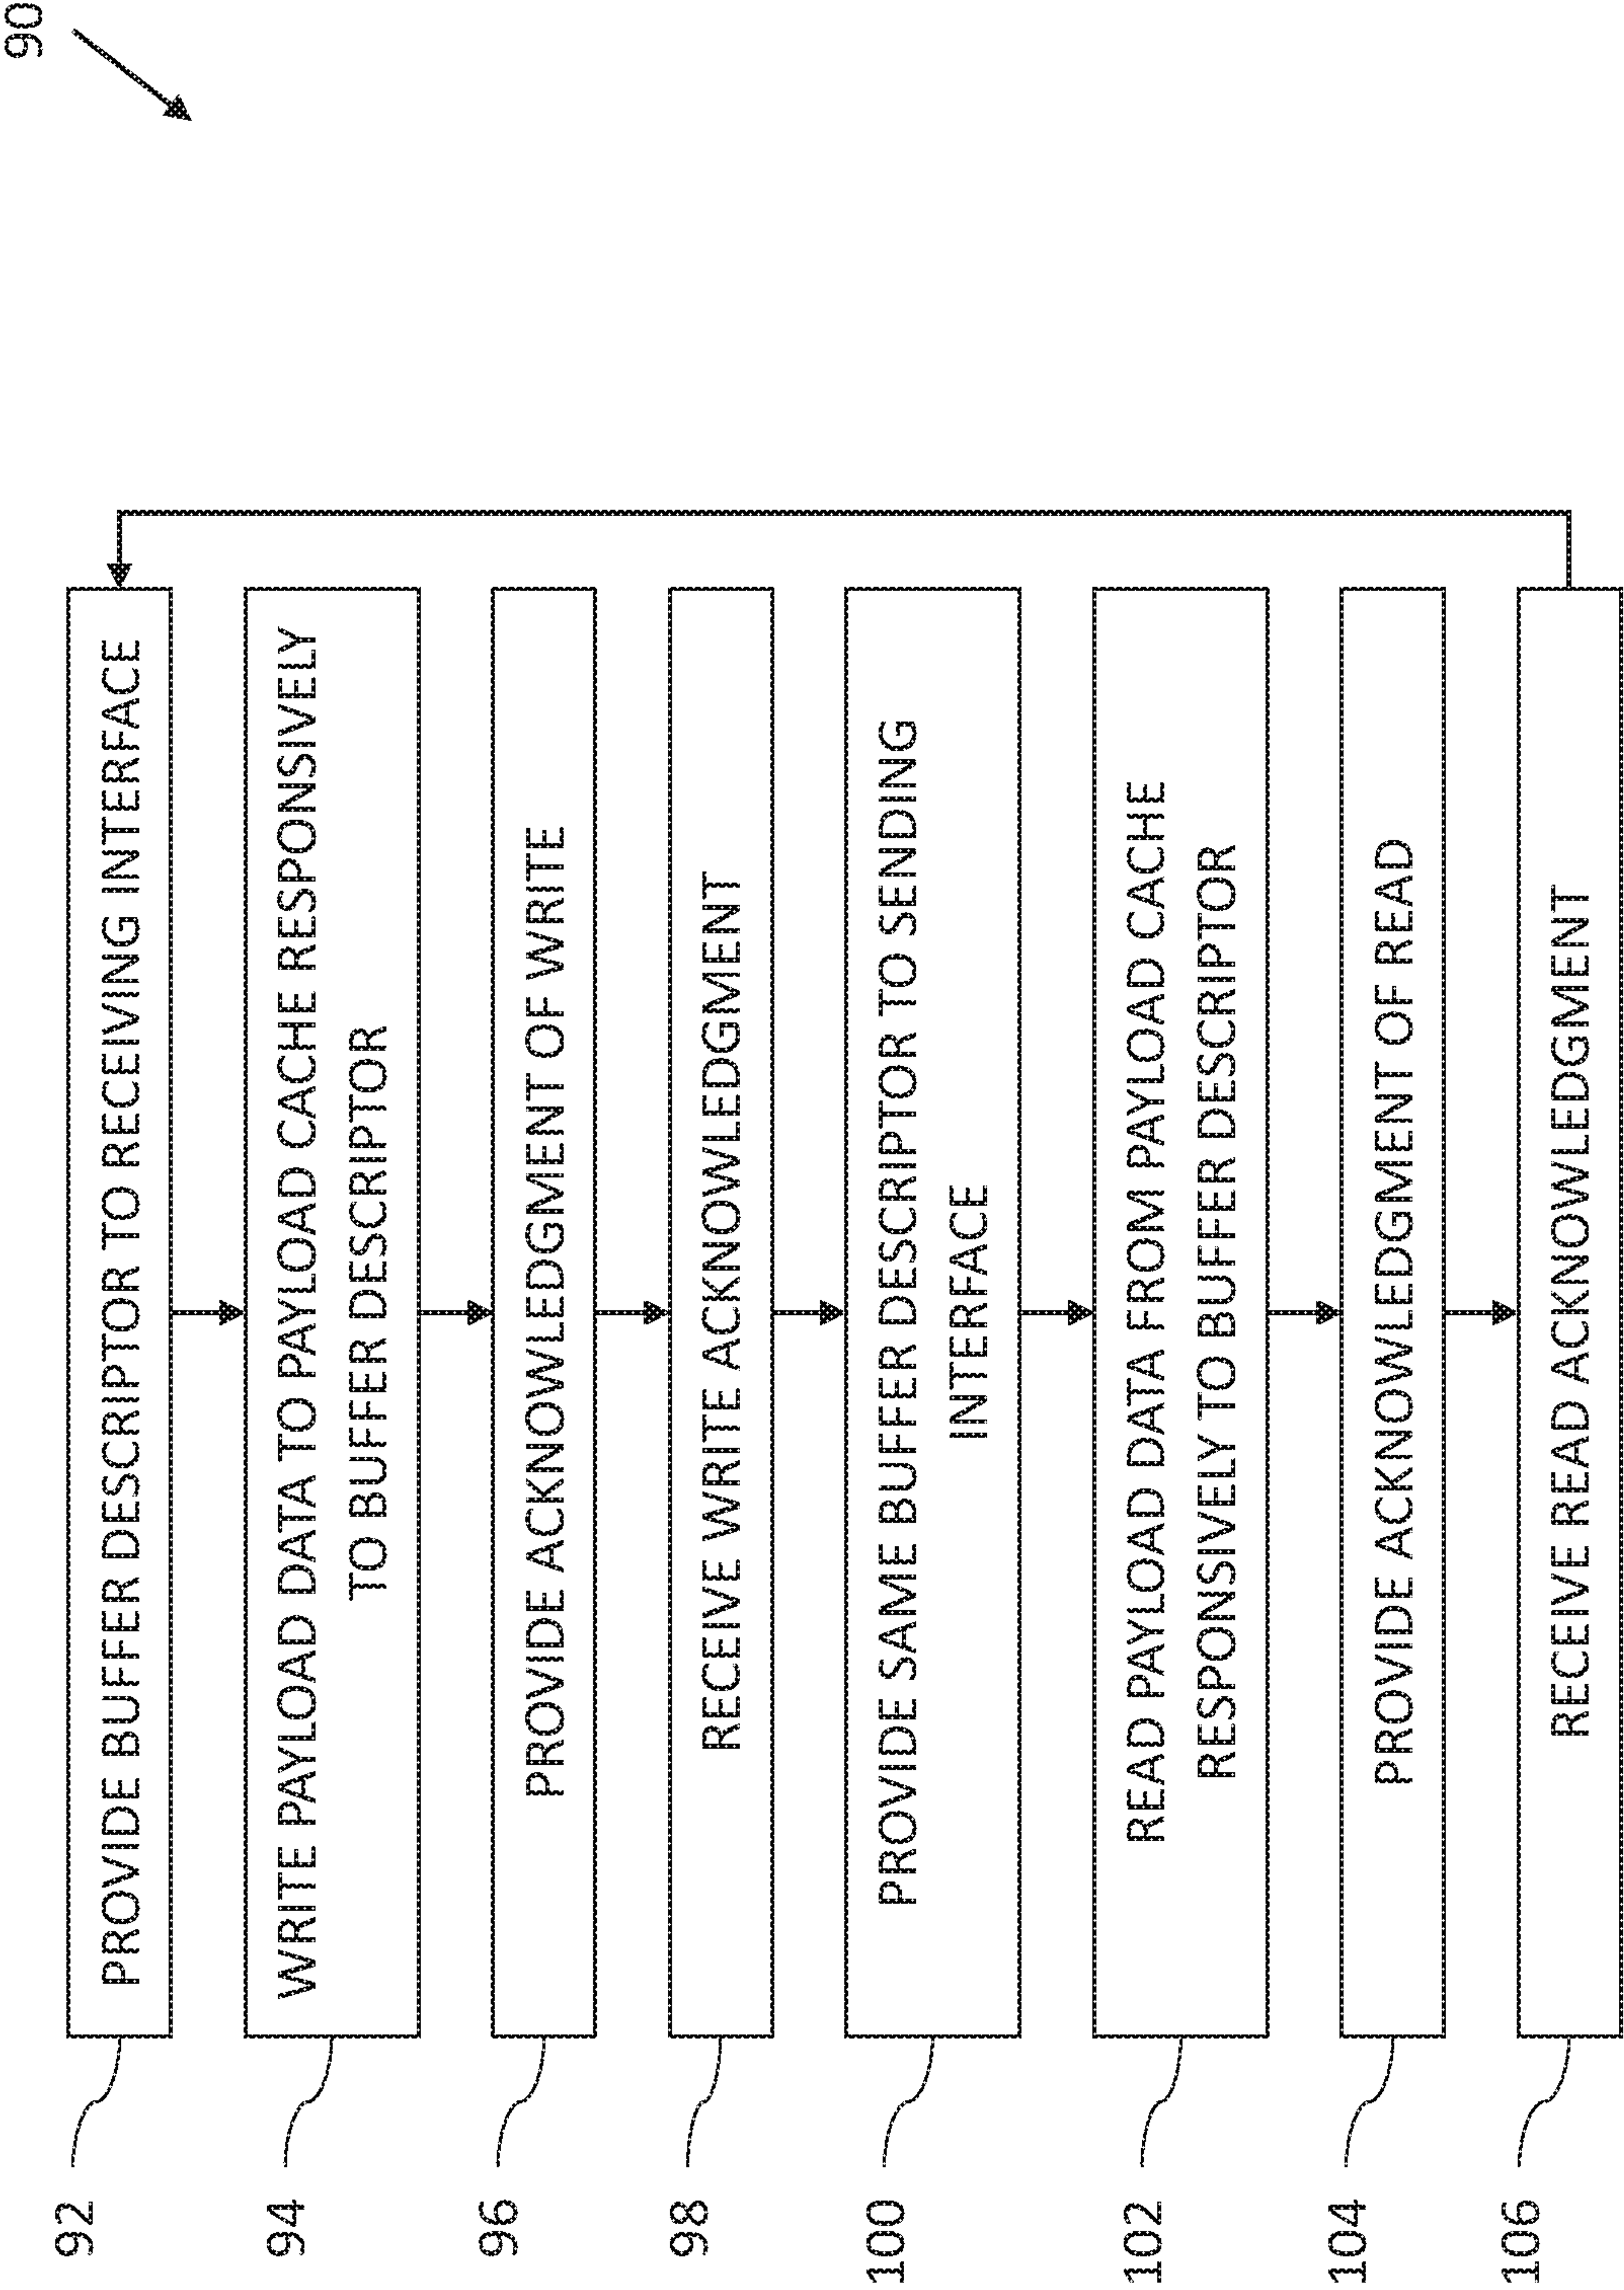 90
92
PROVIDE BUFFER DESCRIPTOR TO RECEIVING INTERFACE
94
WRITE PAYLOAD DATA TO PAYLOAD CACHE RESPONSIVELY
TO BUFFER DESCRIPTOR
96
PROVIDE ACKNOWLEDGMENT OF WRITE
98
RECEIVE WRITE ACKNOWLEDGMENT
100
PROVIDE SAME BUFFER DESCRIPTOR TO SENDING
INTERFACE
102
READ PAYLOAD DATA FROM PAYLOAD CACHE
RESPONSIVELY TO BUFFER DESCRIPTOR
104
PROVIDE ACKNOWLEDGMENT OF READ
106
RECEIVE READ ACKNOWLEDGMENT